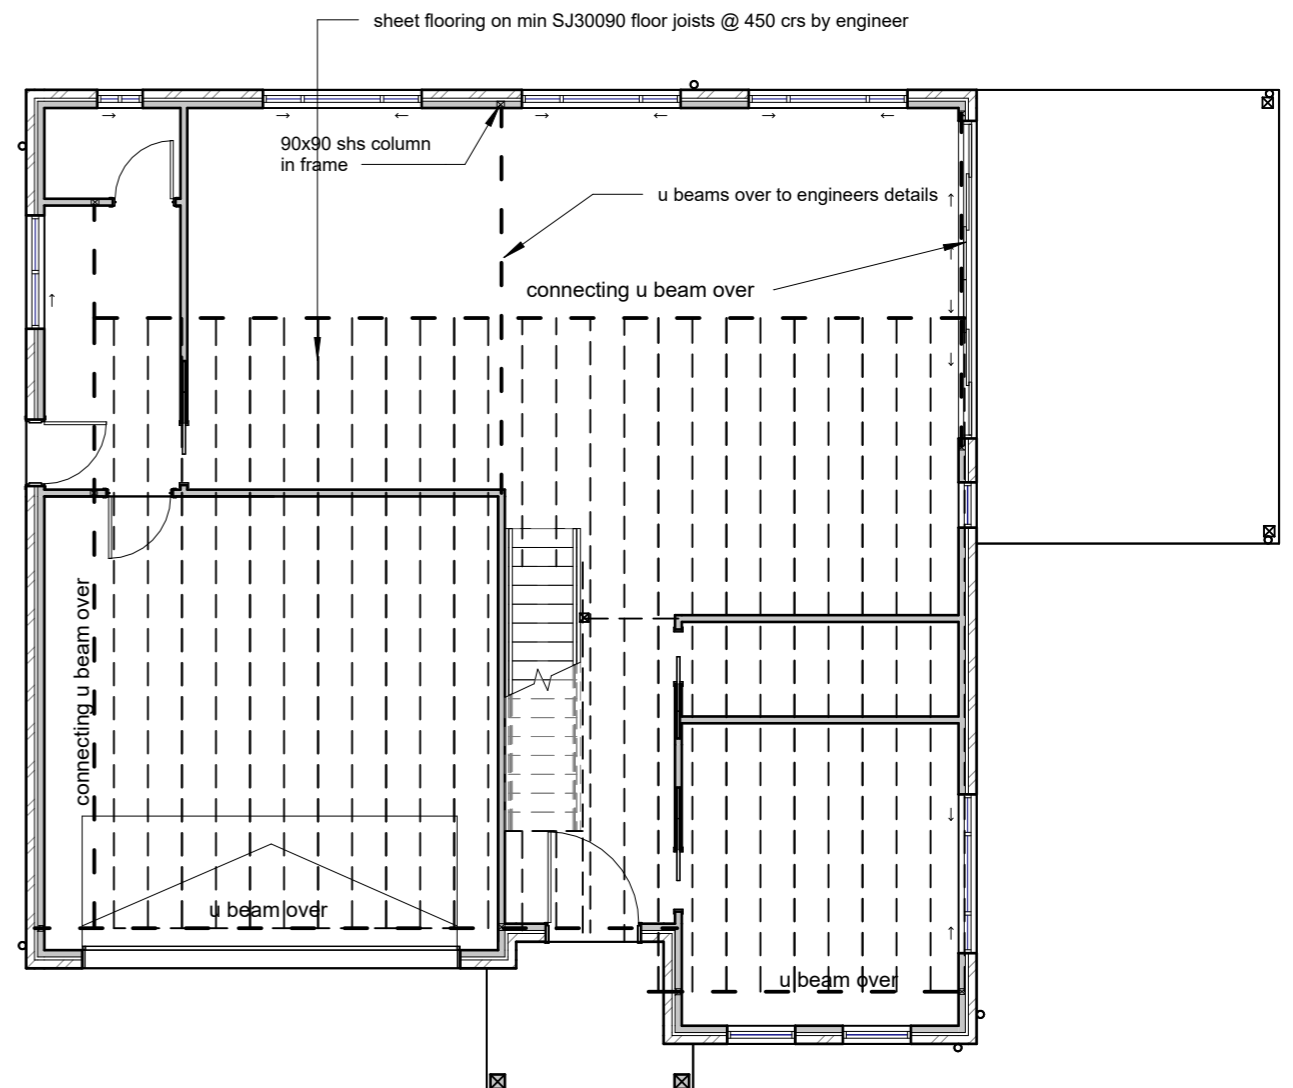 sheet flooring on min SJ30090 floor joists @ 450 crs by engineer
90x90 shs column
in frame
u beams over to engineers details
connecting u beam over
connecting u beam over
u beam over
u beam over